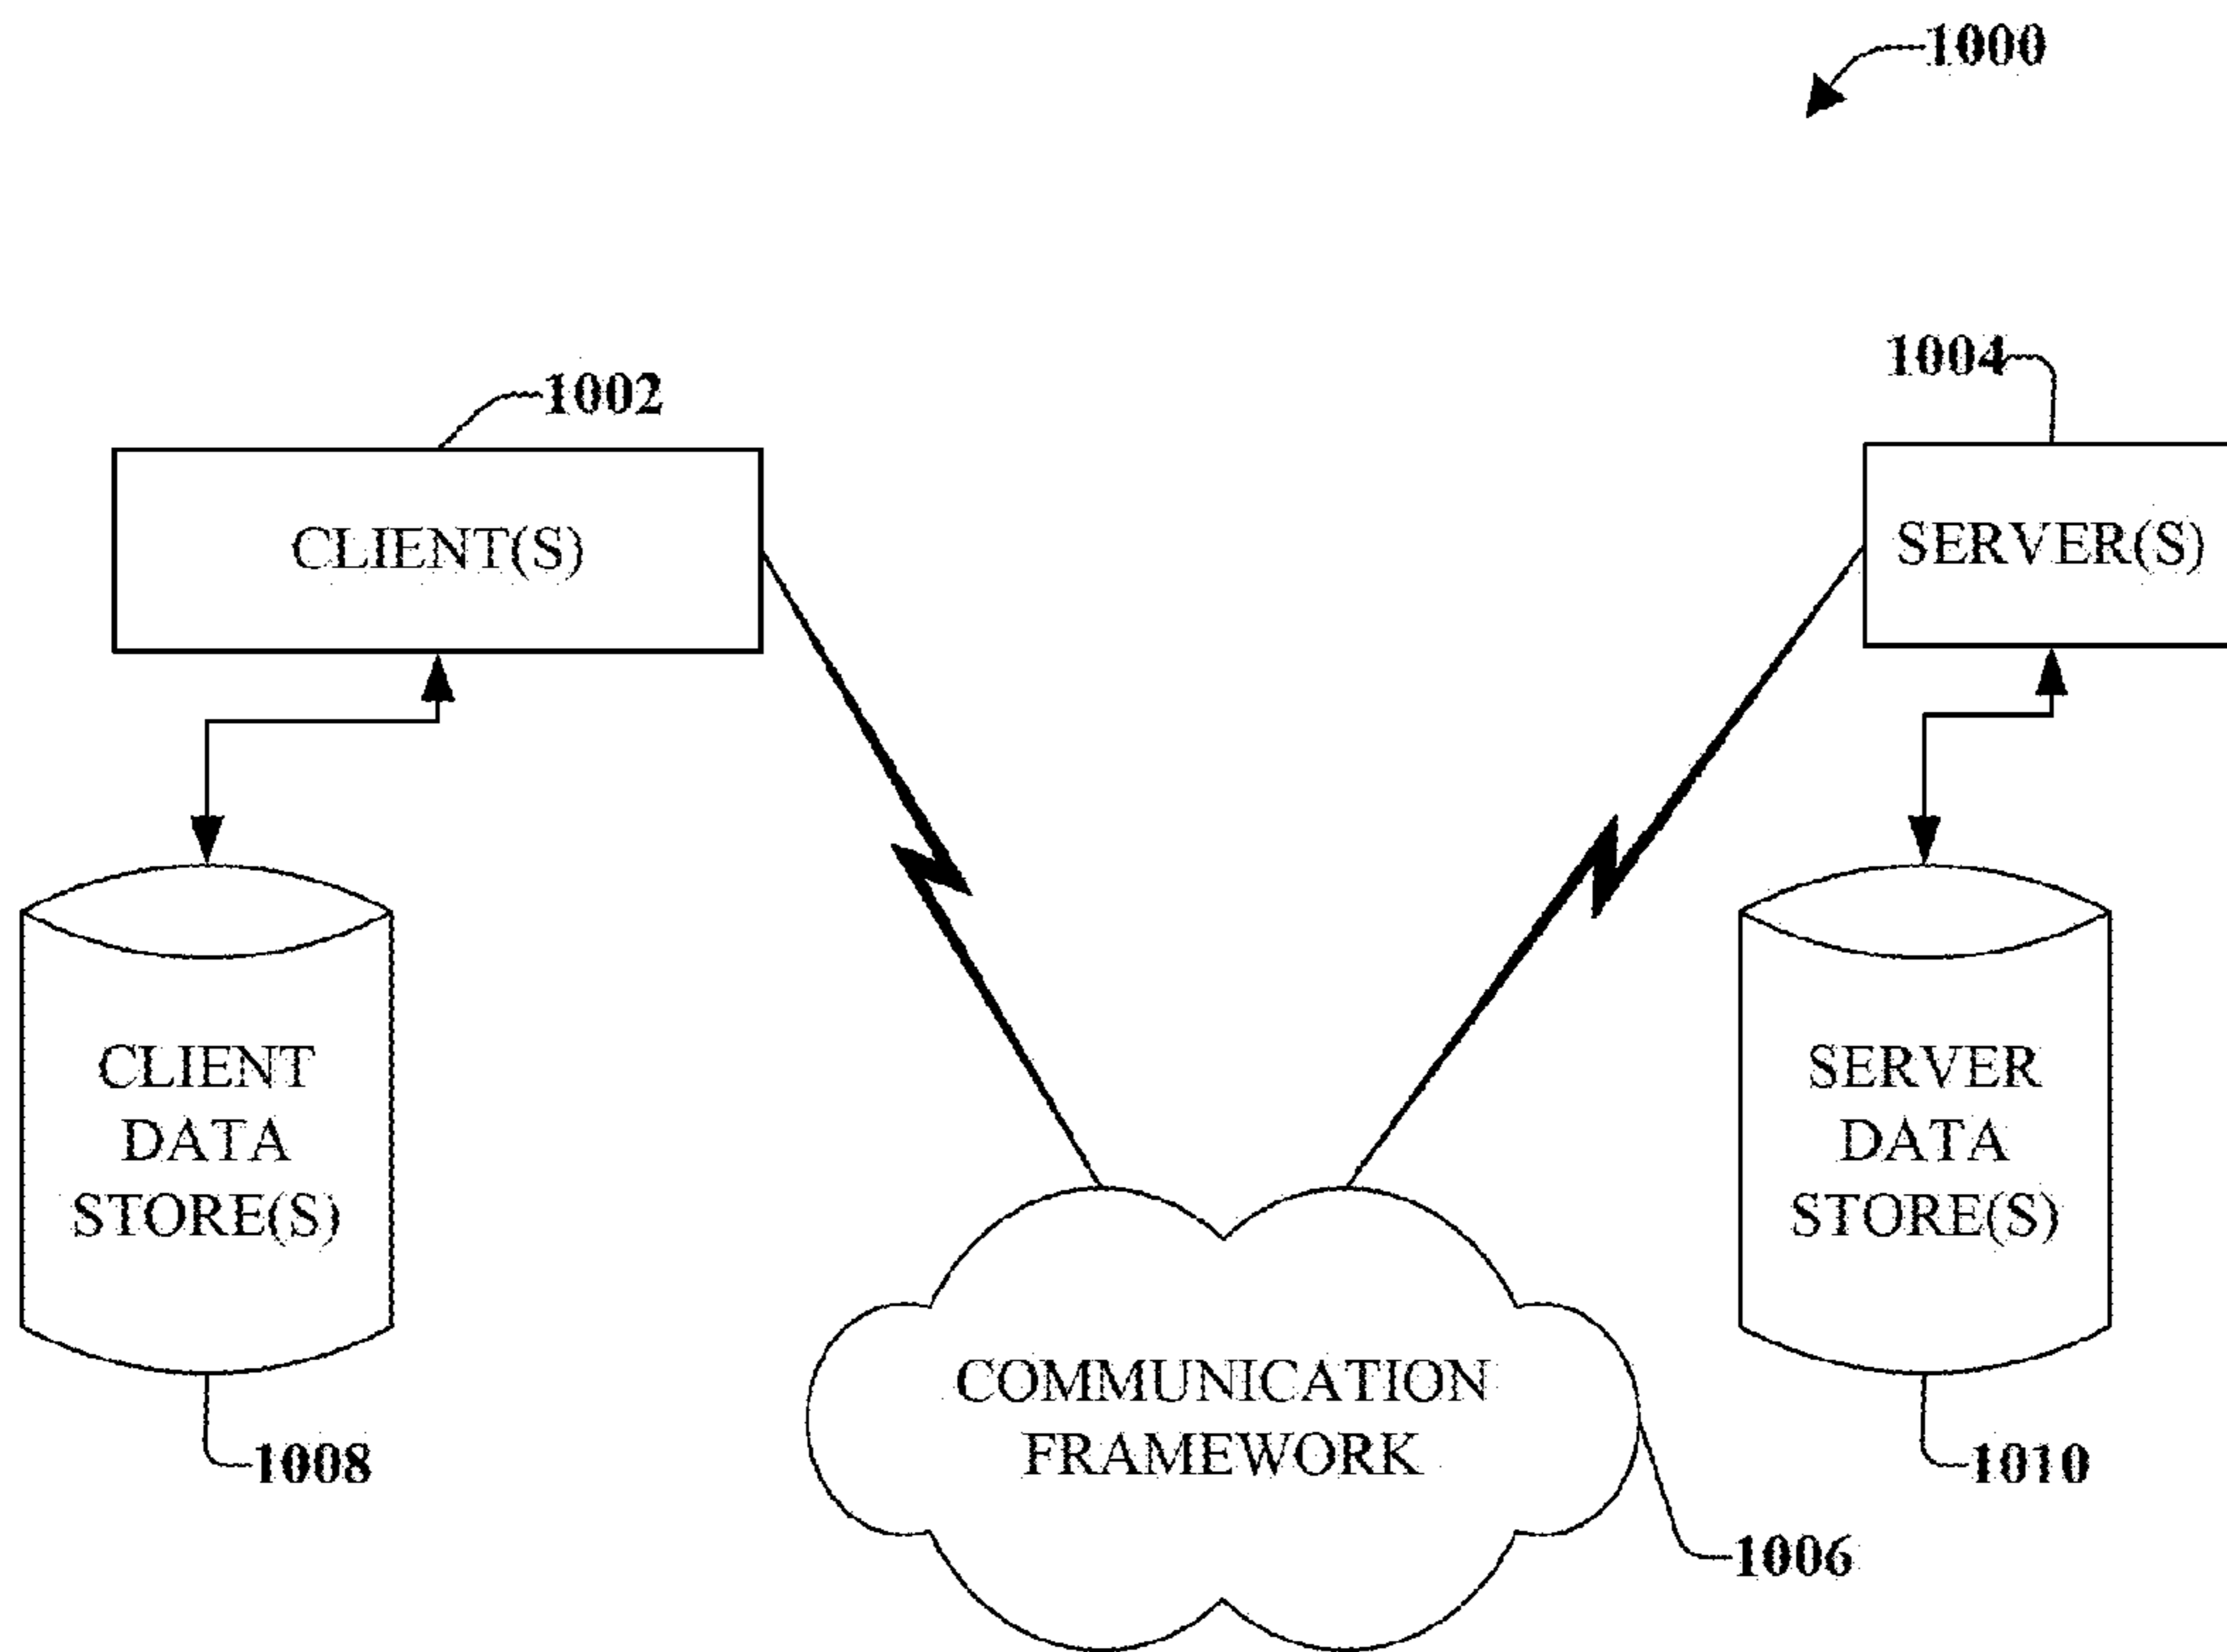 1000
1002
1004
CLIENT(S)
SERVER(S)
CLIENT
DATA
STORE(S)
SERVER
DATA
STORE(S)
COMMUNICATION
FRAMEWORK
1008
1010
1006